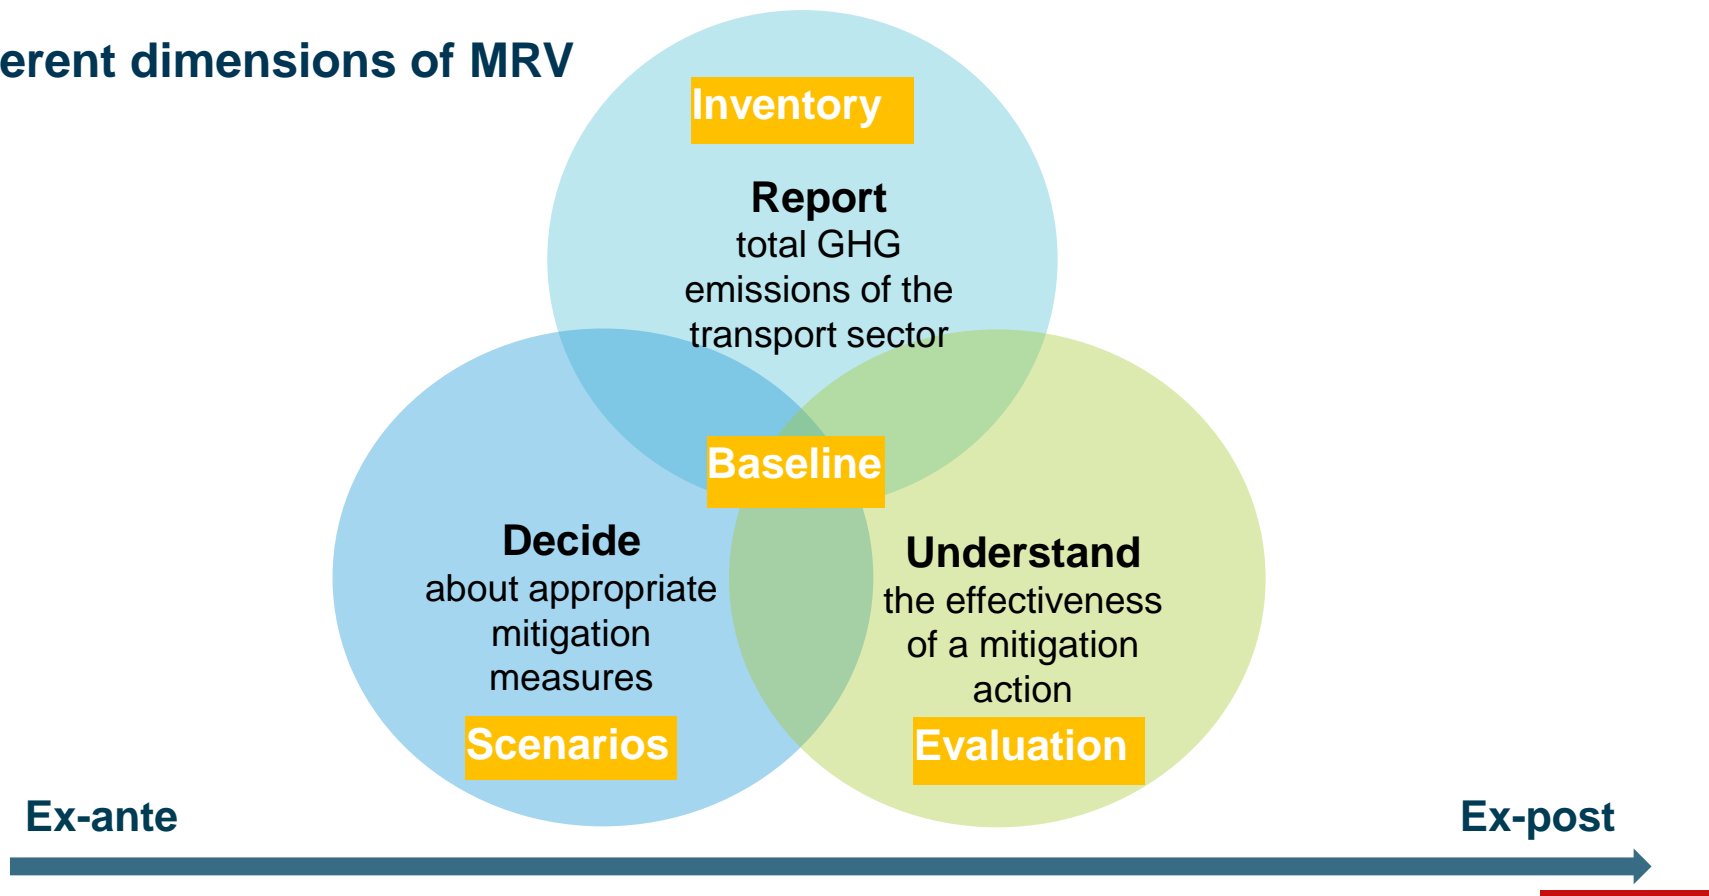 erent dimensions of MRV
Inventory
Report
total GHG
emissions of the
transport sector
Baseline
Decide
about appropriate
mitigation
measures
Scenarios
Understand
the effectiveness
of a mitigation
action
Evaluation
Ex-ante
Ex-post